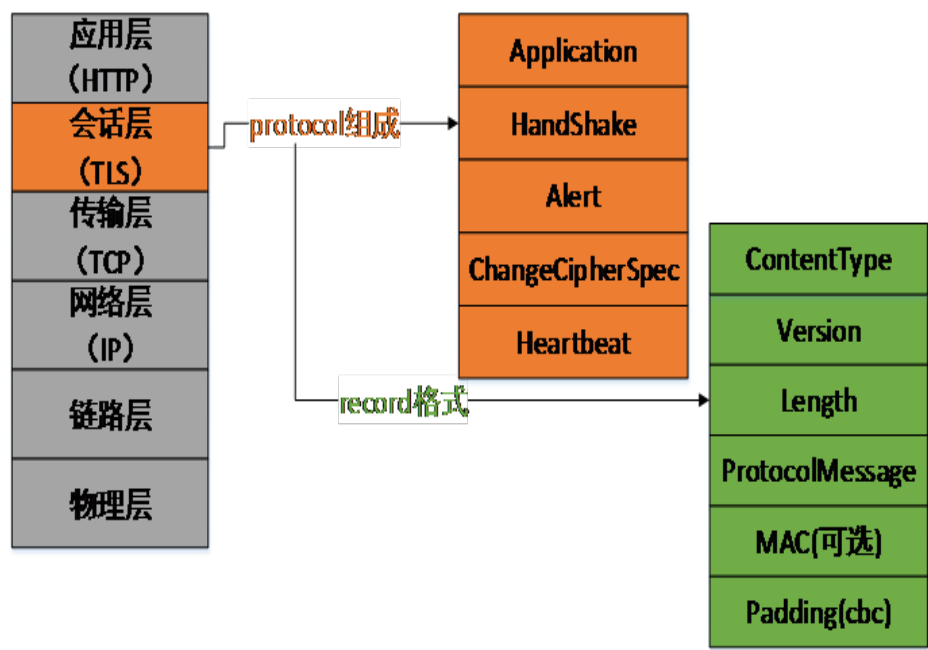 应用层
（HTTP）
会话层
（TLS）
传输层
（TCP）
网络层
（IP）
链路层
物理层
protocol组成
Application
HandShake
Alert
ChangeCipherSpec
Heartbeat
record格式
ContentType
Version
Length
ProtocolMessage
MAC(可选)
Padding(cbc)